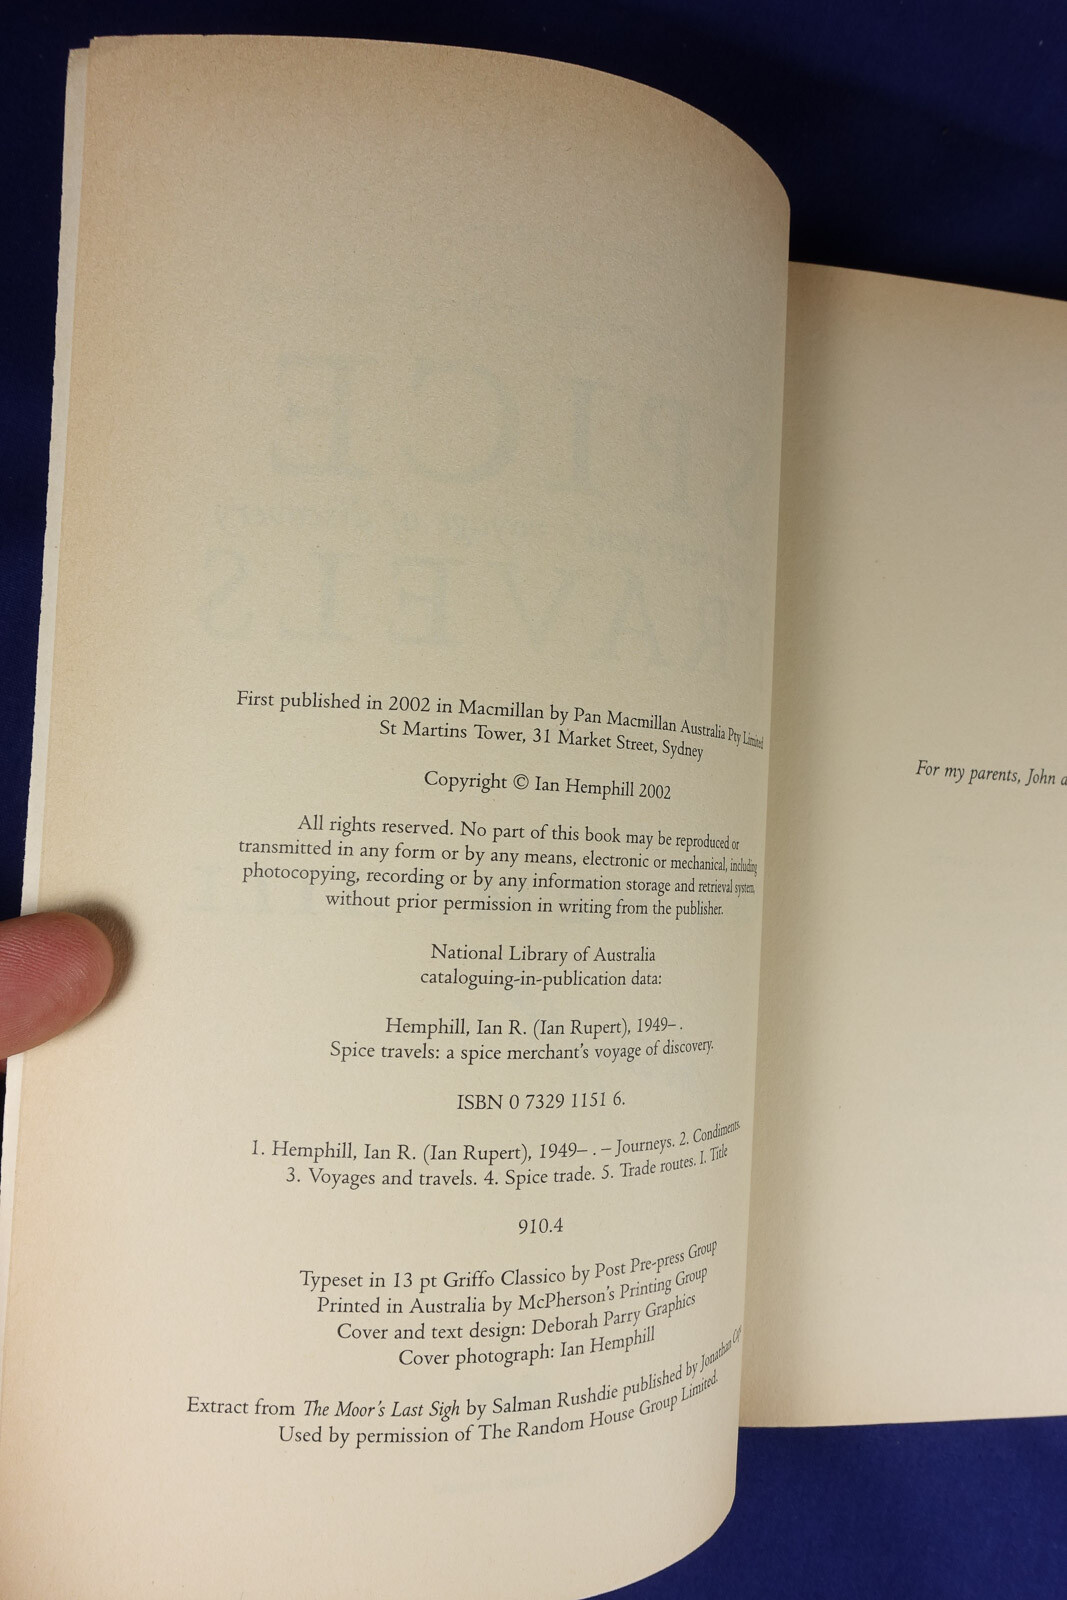 First published in 2002 in Macmillan by Pan Macmillan Australia Pty Limited
St Martins Tower, 31 Market Street, Sydney
Copyright © Ian Hemphill 2002
All rights reserved. No part of this book may be reproduced or
transmitted in any form or by any means, electronic or mechanical, including
photocopying, recording or by any information storage and retrieval system,
without prior permission in writing from the publisher.
National Library of Australia
cataloguing-in-publication data:
Hemphill, Ian R. (Ian Rupert), 1949– .
Spice travels: a spice merchant's voyage of discovery.
ISBN 0 7329 1151 6.
1. Hemphill, Ian R. (Ian Rupert), 1949– . – Journeys. 2. Condiments.
3. Voyages and travels. 4. Spice trade. 5. Trade routes. I. Title
910.4
Typeset in 13 pt Griffo Classico by Post Pre-press Group
Printed in Australia by McPherson's Printing Group
Cover and text design: Deborah Parry Graphics
Cover photograph: Ian Hemphill
Extract from The Moor's Last Sigh by Salman Rushdie published by Jonathan
Used by permission of The Random House Group Limited.
For my parents, John